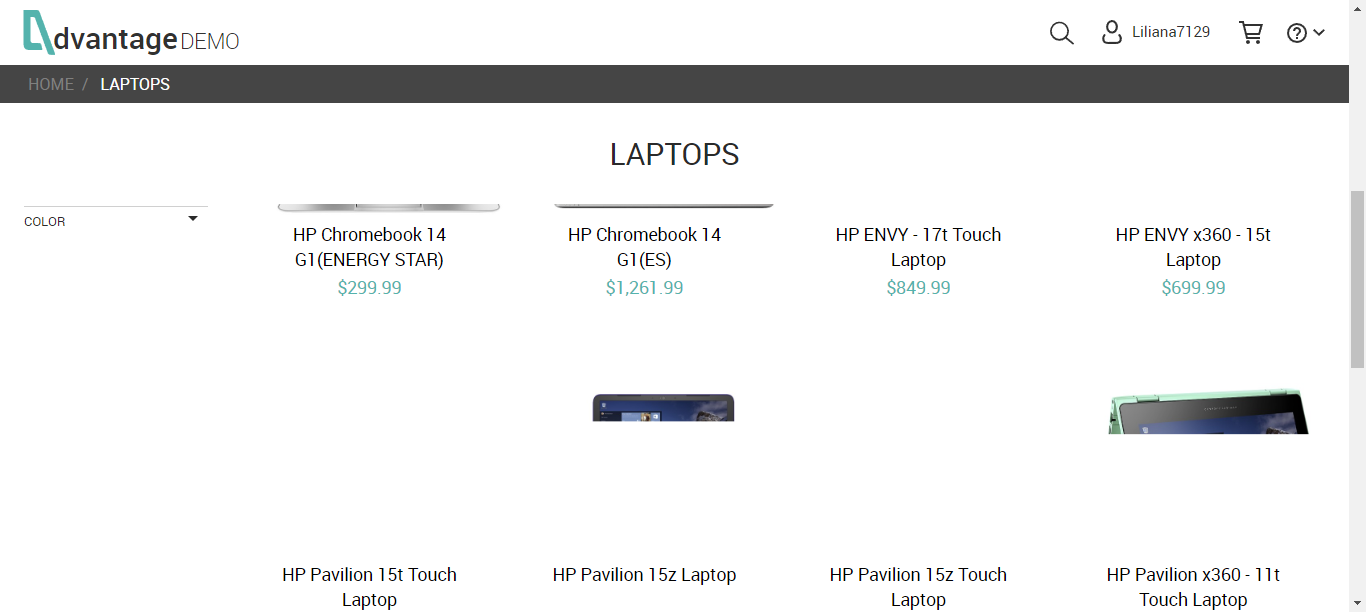 dvantage DEMO
Liliana7129
HOME / LAPTOPS
LAPTOPS
COLOR
HP Chromebook 14
G1(ENERGY STAR)
$299.99
HP Chromebook 14
G1(ES)
$1,261.99
HP ENVY - 17t Touch
Laptop
$849.99
HP ENVY x360 - 15t
Laptop
$699.99
HP Pavilion 15t Touch
Laptop
HP Pavilion 15z Laptop
HP Pavilion 15z Touch
Laptop
HP Pavilion x360 - 11t
Touch Laptop